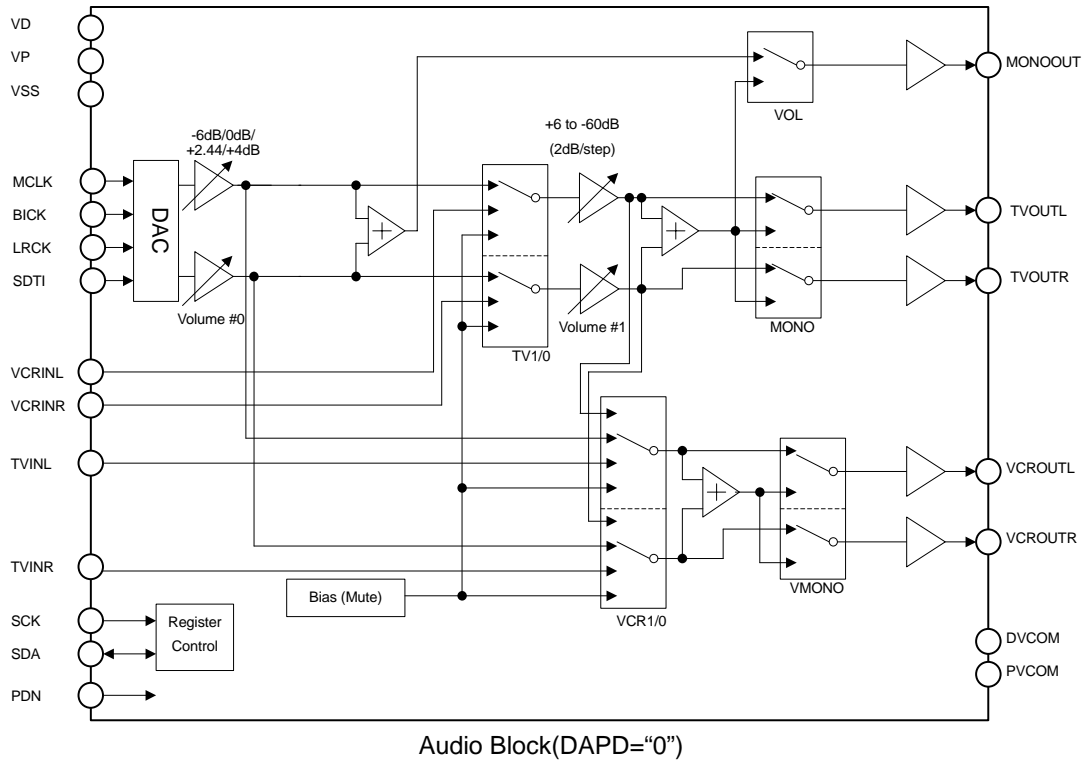 VD
VP
VSS
MONOOUT
VOL
-6dB/0dB/
+2.44/+4dB
+6 to -60dB
(2dB/step)
MCLK
BICK
LRCK
SDTI
DAC
Volume #0
TV1/0
Volume #1
MONO
TVOUTL
TVOUTR
VCRINL
VCRINR
TVINL
TVINR
VCROUTL
VCROUTR
Bias (Mute)
VCR1/0
VMONO
SCK
SDA
PDN
Register
Control
DVCOM
PVCOM
Audio Block(DAPD=“0”)